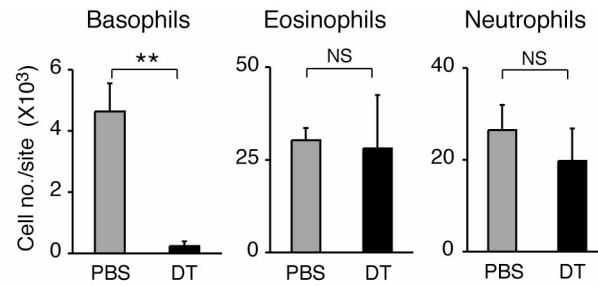 Basophils
Eosinophils
Neutrophils
Cell no./site (X10³)
6
4
2
0
**
PBS
DT
50
25
0
NS
PBS
DT
40
20
0
NS
PBS
DT